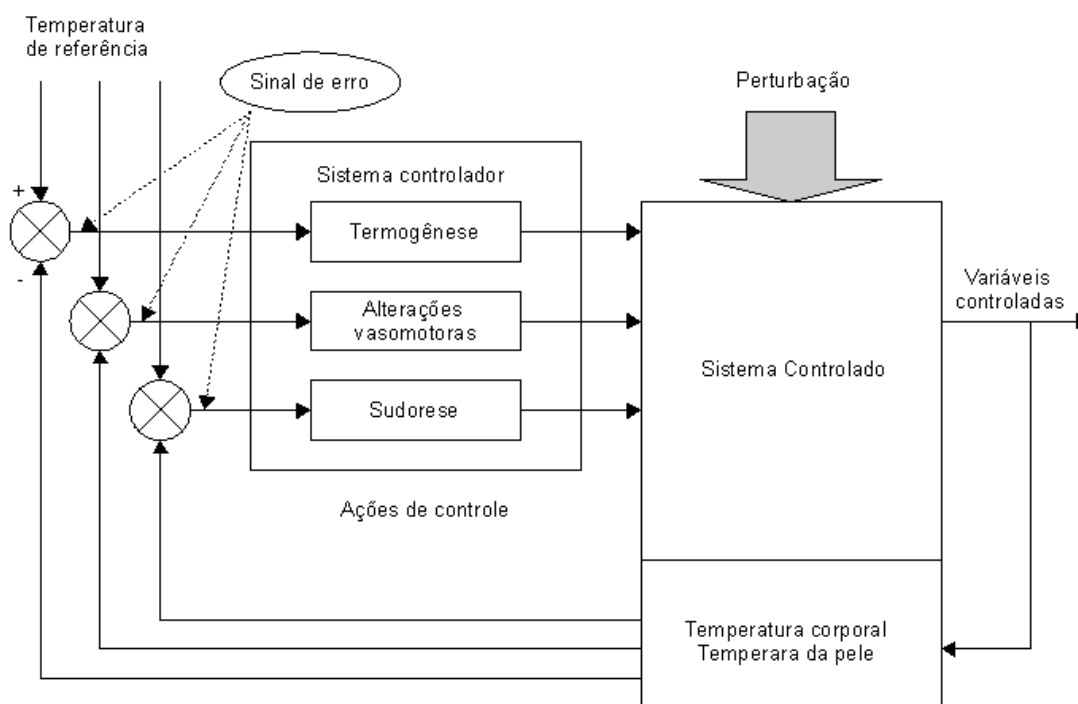 Temperatura
de referência
Sinal de erro
Perturbação
+
-
Sistema controlador
Termogênese
Alterações
vasomotoras
Sudorese
Ações de controle
Sistema Controlado
Variáveis
controladas
Temperatura corporal
Temperara da pele